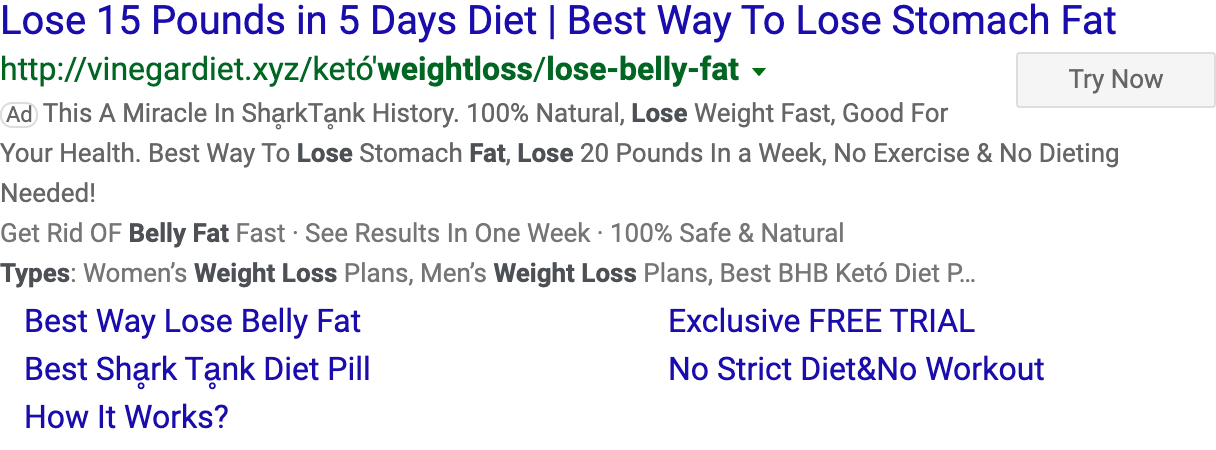 Lose 15 Pounds in 5 Days Diet | Best Way To Lose Stomach Fat
http://vinegardiet.xyz/ketó'weightloss/lose-belly-fat
Try Now
Ad This A Miracle In ShḁrkTḁnk History. 100% Natural, Lose Weight Fast, Good For
Your Health. Best Way To Lose Stomach Fat, Lose 20 Pounds In a Week, No Exercise & No Dieting
Needed!
Get Rid OF Belly Fat Fast · See Results In One Week · 100% Safe & Natural
Types: Women’s Weight Loss Plans, Men’s Weight Loss Plans, Best BHB Ketó Diet P...
Best Way Lose Belly Fat
Exclusive FREE TRIAL
Best Shḁrk Tḁnk Diet Pill
No Strict Diet&No Workout
How It Works?